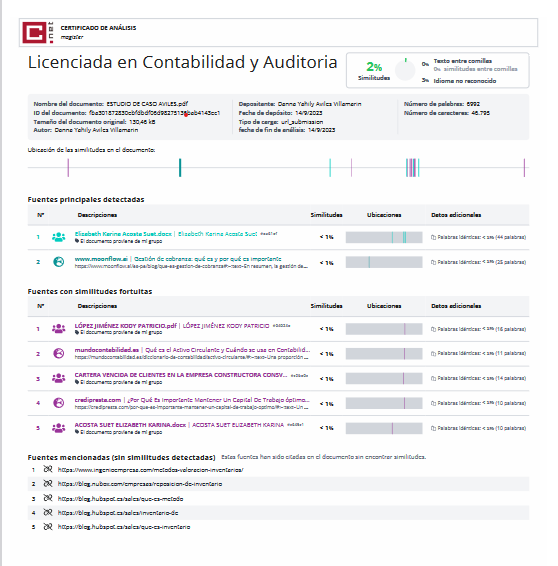 CERTIFICADO DE ANÁLISIS
magister
Licenciada en Contabilidad y Auditoria
2%
Similitudes
0% Texto entre comillas
0% similitudes entre comillas
3% Idioma no reconocido
Nombre del documento: ESTUDIO DE CASO AVILES.pdf
ID del documento:
Tamaño del documento original: 130,46 kB
Autor: Danna Yahily Aviles Villamarin
Depositante: Danna Yahily Aviles Villamarin
Fecha de depósito: 14/9/2023
Tipo de carga: url_submission
fecha de fin de análisis: 14/9/2023
Número de palabras: 6992
Número de caracteres: 46.795
Ubicación de las similitudes en el documento:
Fuentes principales detectadas
N° Descripciones Similitudes Ubicaciones Datos adicionales
1 Elizabeth Karina Acosta Suet.docx | Elizabeth Karina Acosta Suet
El documento proviene de mi grupo
< 1%
Palabras idénticas: < 1% (44 palabras)
2 www.moonflow.ai | Gestión de cobranza: qué es y por qué es importante
https://www.moonflow.ai/es-pe/blog/que-es-gestion-de-cobranza#:~:text=En resumen, la gestión de...
< 1%
Palabras idénticas: < 1% (25 palabras)
Fuentes con similitudes fortuitas
N° Descripciones Similitudes Ubicaciones Datos adicionales
1 LÓPEZ JIMÉNEZ KODY PATRICIO.pdf | LÓPEZ JIMÉNEZ KODY PATRICIO
El documento proviene de mi grupo
< 1%
Palabras idénticas: < 1% (16 palabras)
2 mundocontabilidad.es | Qué es el Activo Circulante y Cuándo se usa en Contabilid...
https://mundocontabilidad.es/diccionario-de-contabilidad/activo-circulante/#:~:text=Una proporción ...
< 1%
Palabras idénticas: < 1% (11 palabras)
3 CARTERA VENCIDA DE CLIENTES EN LA EMPRESA CONSTRUCTORA CONSV...
El documento proviene de mi grupo
< 1%
Palabras idénticas: < 1% (14 palabras)
4 credipresta.com | ¿Por Qué Es Importante Mantener Un Capital De Trabajo óptimo...
https://credipresta.com/por-que-es-importante-mantener-un-capital-de-trabajo-optimo/#:~:text=Un ...
< 1%
Palabras idénticas: < 1% (10 palabras)
5 ACOSTA SUET ELIZABETH KARINA.docx | ACOSTA SUET ELIZABETH KARINA
El documento proviene de mi grupo
< 1%
Palabras idénticas: < 1% (10 palabras)
Fuentes mencionadas (sin similitudes detectadas) Estas fuentes han sido citadas en el documento sin encontrar similitudes.
1 https://www.ingenioempresa.com/metodos-valoracion-inventarios/
2 https://blog.nubox.com/empresas/reposicion-de-inventario
3 https://blog.hubspot.es/sales/que-es-metodo
4 https://blog.hubspot.es/sales/inventario-de
5 https://blog.hubspot.es/sales/que-es-inventario